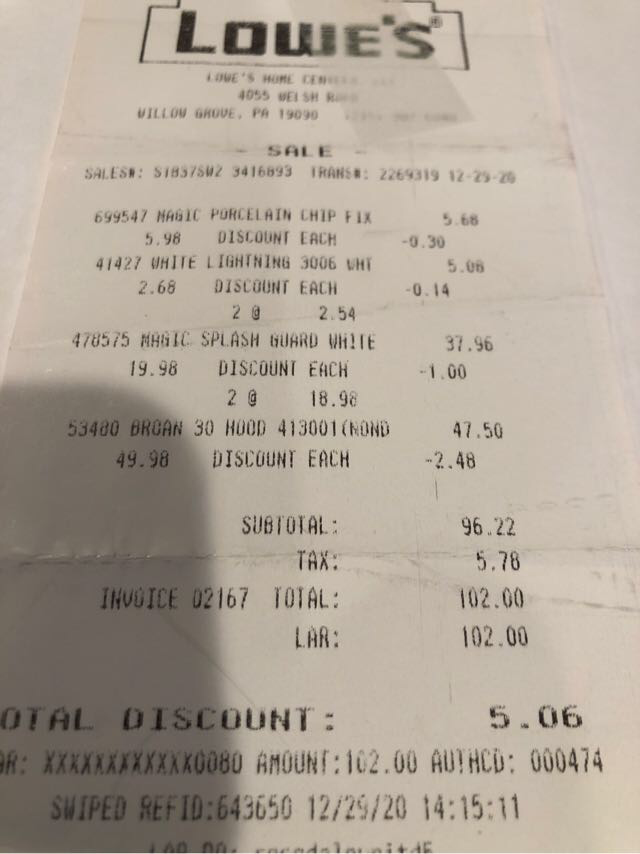 LOWE'S®
LOWE'S HOME
4055 WELSH
WILLOW GROVE, PA 19090
- SALE -
SALES#: S1837SW2 3416893 TRANS#: 2269319 12-29-20
699547 MAGIC PORCELAIN CHIP FIX 5.68
5.98 DISCOUNT EACH -0.30
41427 WHITE LIGHTNING 3006 WHT 5.08
2.68 DISCOUNT EACH -0.14
2 @ 2.54
478575 MAGIC SPLASH GUARD WHITE 37.96
19.98 DISCOUNT EACH -1.00
2 @ 18.98
53480 BROAN 30 HOOD 413001(NOND 47.50
49.98 DISCOUNT EACH -2.48
SUBTOTAL: 96.22
TAX: 5.78
INVOICE 02167 TOTAL: 102.00
LAR: 102.00
OTAL DISCOUNT: 5.06
AR: XXXXXXXXXXXX0080 AMOUNT:102.00 AUTHCD: 000474
SWIPED REFID:643650 12/29/20 14:15:11